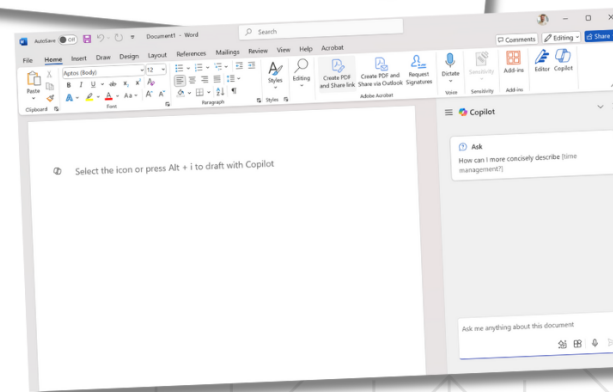 AutoSave Off Document1 - Word Search
File Home Insert Draw Design Layout References Mailings Review View Help Acrobat
Comments Editing Share
Paste
Aptos (Body) 12
B I U ab x₂ x² A
Aa A A
Styles
Editing
Create PDF
and Share link
Create PDF and
Share via Outlook
Request
Signatures
Dictate
Sensitivity
Add-ins
Editor
Copilot
Clipboard Font Paragraph Styles Adobe Acrobat Voice Sensitivity Add-ins
Select the icon or press Alt + i to draft with Copilot
Copilot
Ask
How can I more concisely describe [time
management?]
Ask me anything about this document